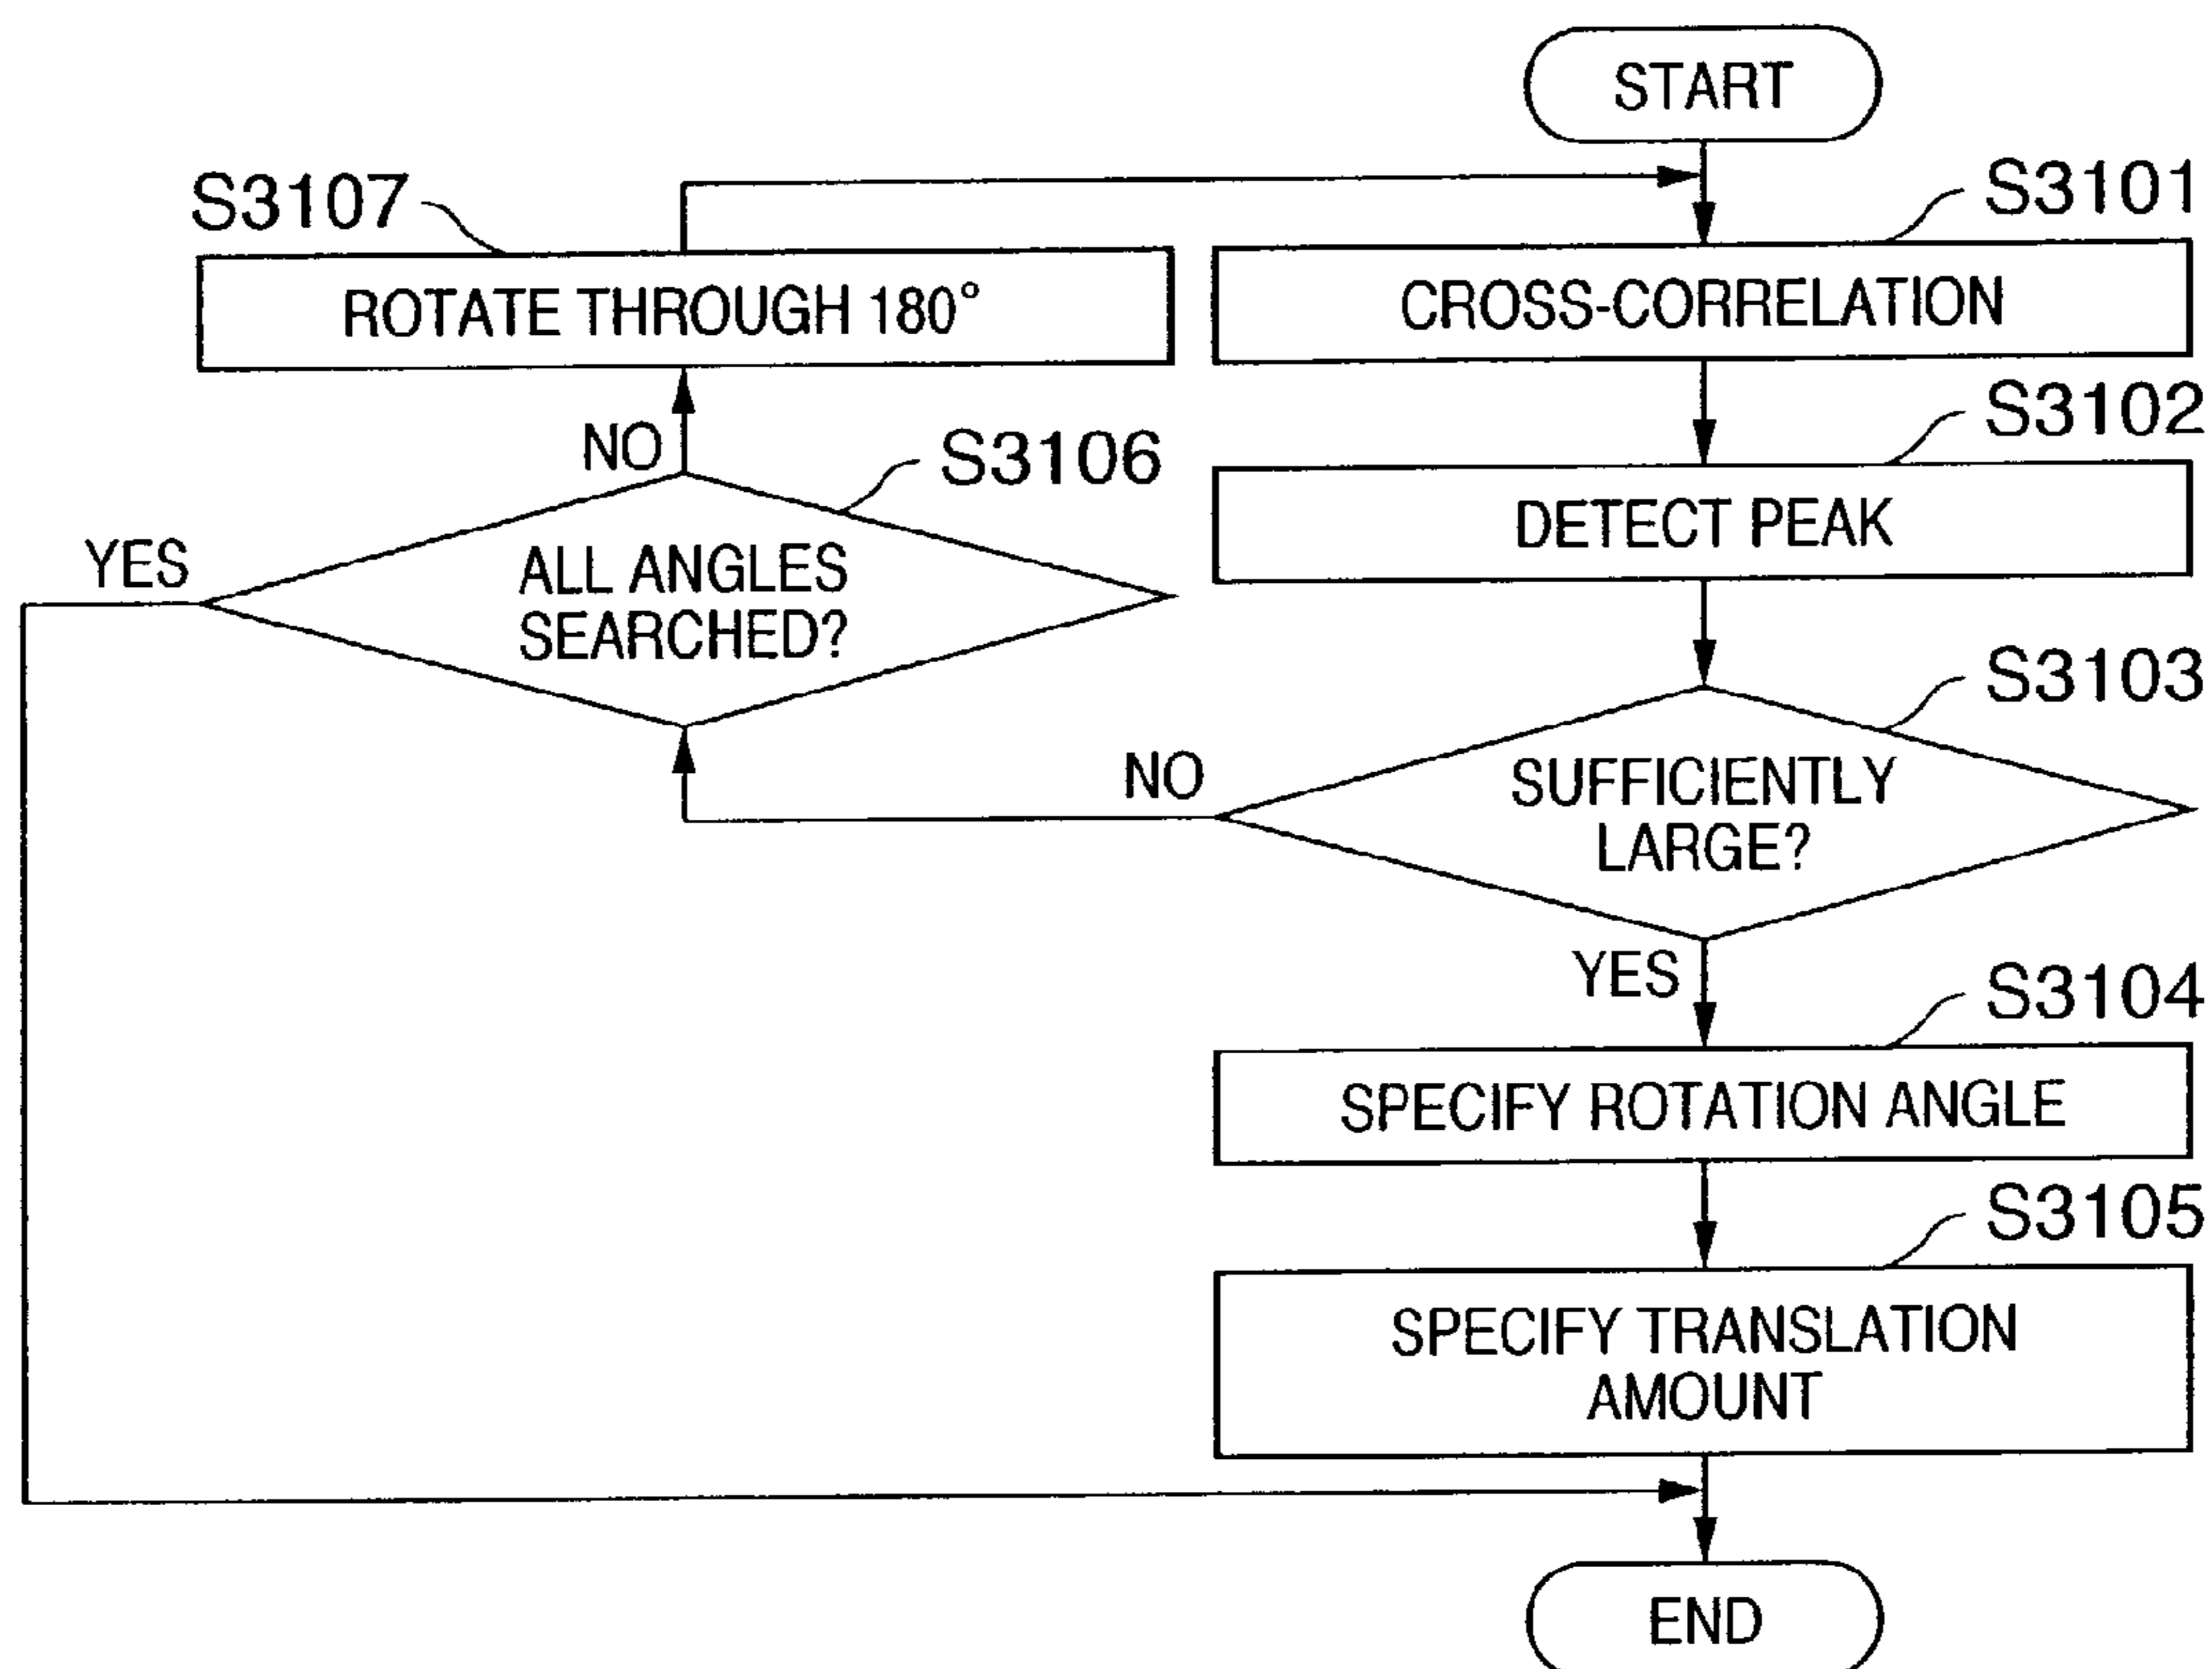 START
S3107
S3101
ROTATE THROUGH 180°
CROSS-CORRELATION
S3102
NO
S3106
DETECT PEAK
YES
ALL ANGLES
SEARCHED?
S3103
NO
SUFFICIENTLY
LARGE?
YES
S3104
SPECIFY ROTATION ANGLE
S3105
SPECIFY TRANSLATION
AMOUNT
END